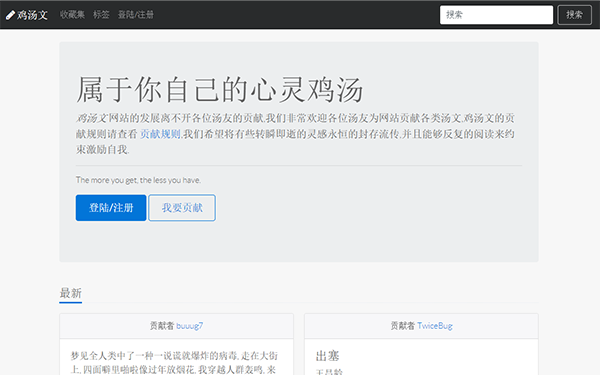 鸡汤文 收藏集 标签 登陆/注册 搜索 搜索
属于你自己的心灵鸡汤
鸡汤文网站的发展离不开各位汤友的贡献,我们非常欢迎各位汤友为网站贡献各类汤文,鸡汤文的贡
献规则请查看 贡献规则,我们希望将有些转瞬即逝的灵感永恒的封存流传,并且能够反复的阅读来约
束激励自我.
The more you get, the less you have.
登陆/注册 我要贡献
最新
贡献者 buuug7
梦见全人类中了一种一说谎就爆炸的病毒, 走在大街
上, 四面噼里啪啦像过年放烟花, 我穿越人群轰鸣, 来
贡献者 TwiceBug
出塞
王昌龄